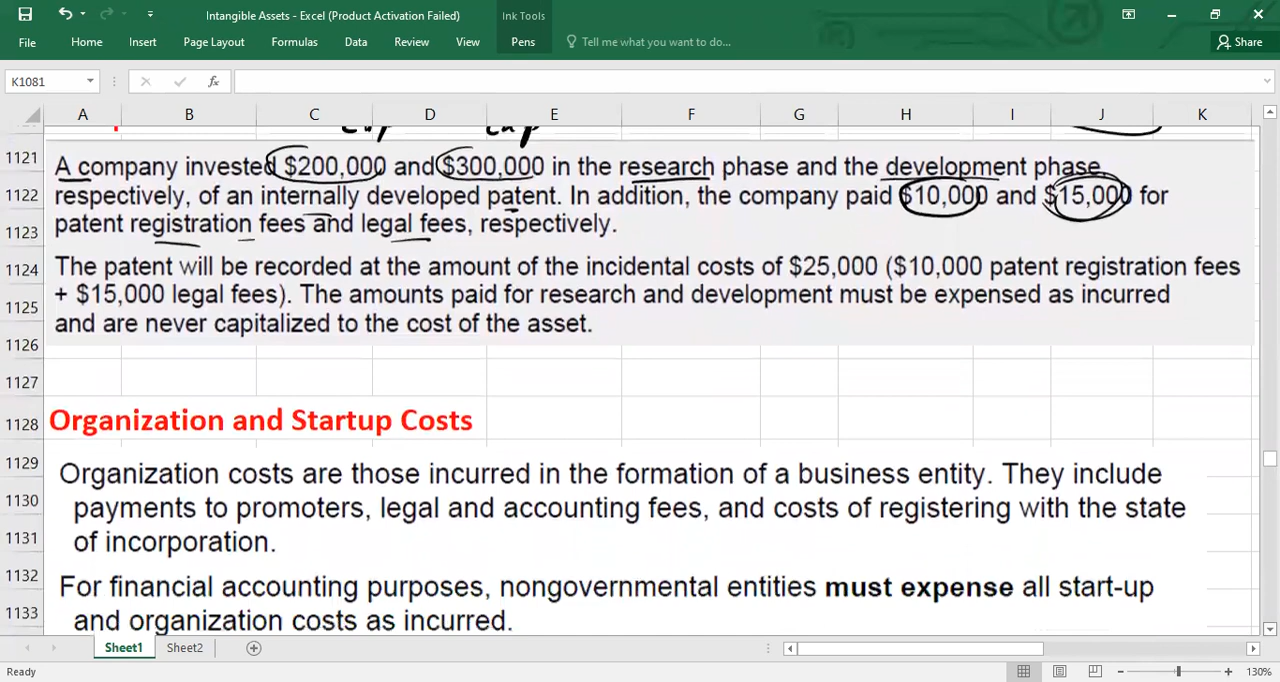 Intangible Assets - Excel (Product Activation Failed)
Ink Tools
File Home Insert Page Layout Formulas Data Review View Pens Tell me what you want to do... Share
K1081 fx
A B C D E F G H I J K
exp exp
1121 A company invested $200,000 and $300,000 in the research phase and the development phase,
1122 respectively, of an internally developed patent. In addition, the company paid $10,000 and $15,000 for
1123 patent registration fees and legal fees, respectively.
1124 The patent will be recorded at the amount of the incidental costs of $25,000 ($10,000 patent registration fees
1125 + $15,000 legal fees). The amounts paid for research and development must be expensed as incurred
1126 and are never capitalized to the cost of the asset.
1127
1128 Organization and Startup Costs
1129 Organization costs are those incurred in the formation of a business entity. They include
1130 payments to promoters, legal and accounting fees, and costs of registering with the state
1131 of incorporation.
1132 For financial accounting purposes, nongovernmental entities must expense all start-up
1133 and organization costs as incurred.
Sheet1 Sheet2
Ready 130%